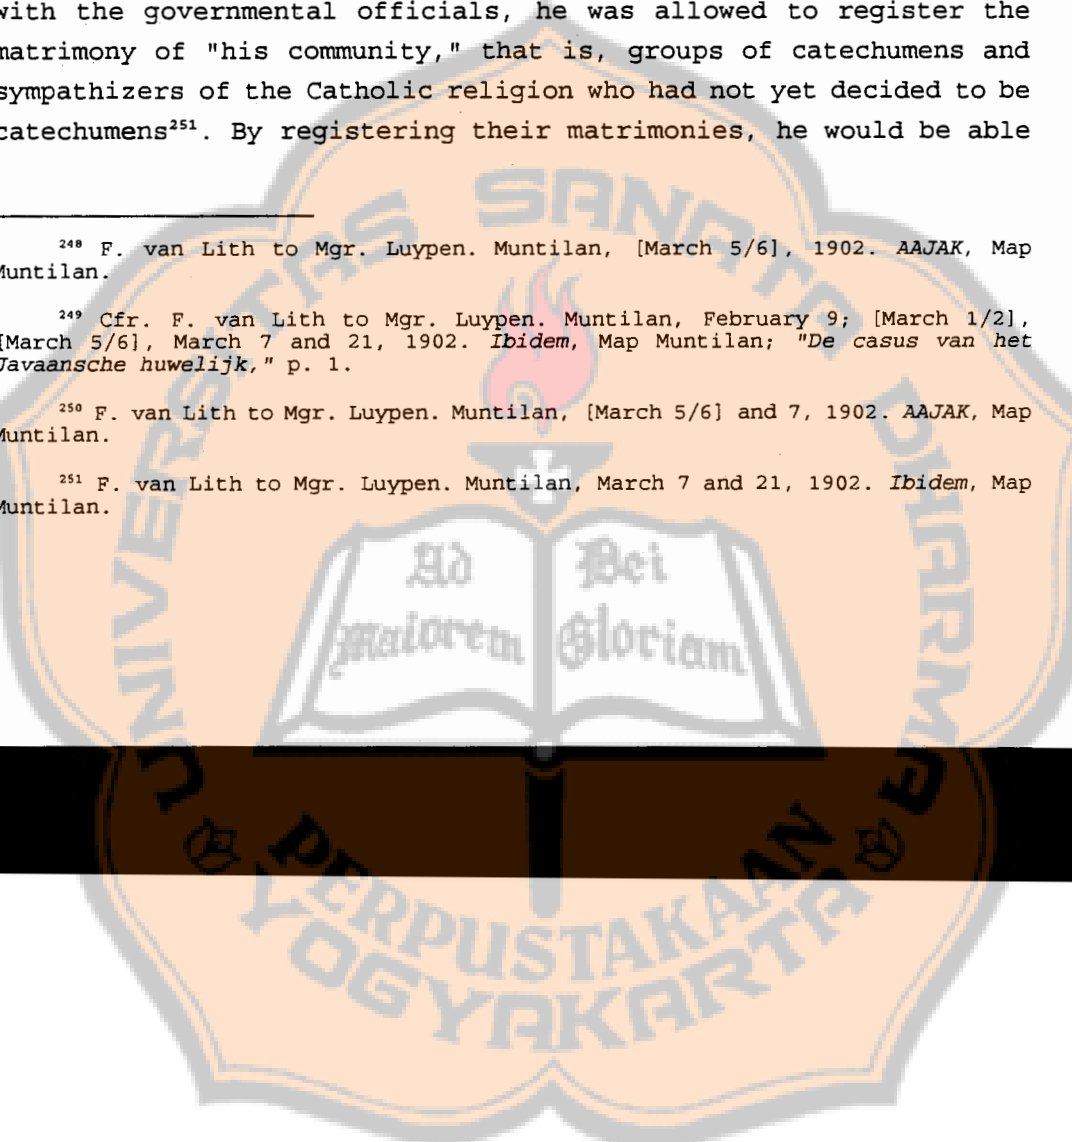 with the governmental officials, he was allowed to register the
matrimony of "his community," that is, groups of catechumens and
sympathizers of the Catholic religion who had not yet decided to be
catechumens²⁵¹. By registering their matrimonies, he would be able
²⁴⁸ F. van Lith to Mgr. Luypen. Muntilan, [March 5/6], 1902. AAJAK, Map
Muntilan.
²⁴⁹ Cfr. F. van Lith to Mgr. Luypen. Muntilan, February 9; [March 1/2],
[March 5/6], March 7 and 21, 1902. Ibidem, Map Muntilan; "De casus van het
Javaansche huwelijk," p. 1.
²⁵⁰ F. van Lith to Mgr. Luypen. Muntilan, [March 5/6] and 7, 1902. AAJAK, Map
Muntilan.
²⁵¹ F. van Lith to Mgr. Luypen. Muntilan, March 7 and 21, 1902. Ibidem, Map
Muntilan.
UNIVERSITAS SANATA DHARMA
Ad
maiorem
Dei
Gloriam
PERPUSTAKAAN
YOGYAKARTA